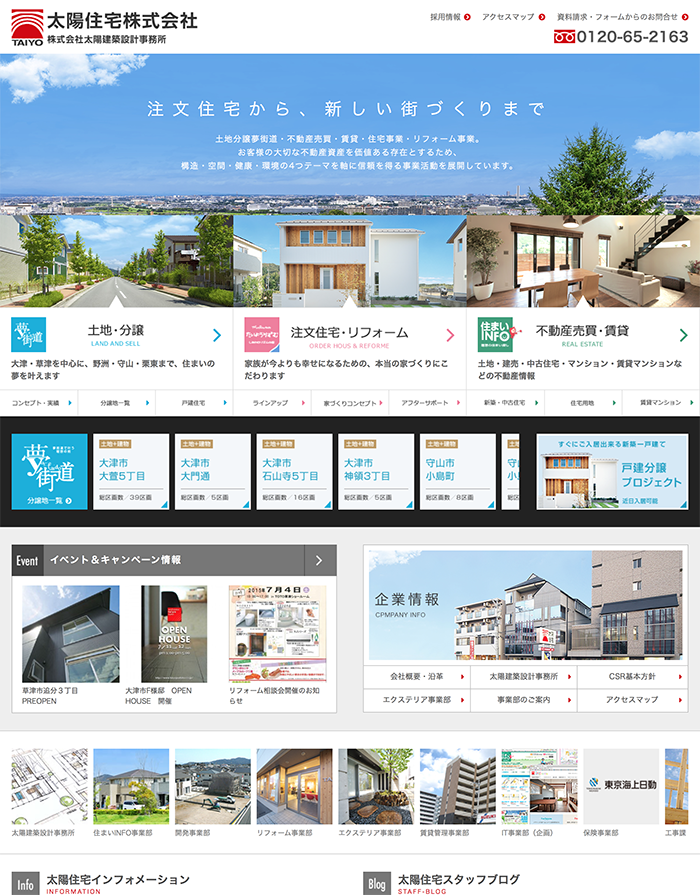 太陽住宅株式会社
TAIYO
株式会社太陽建築設計事務所
採用情報
アクセスマップ
資料請求・フォームからのお問合せ
0120-65-2163
注文住宅から、新しい街づくりまで
土地分譲夢街道・不動産売買・賃貸・住宅事業・リフォーム事業。
お客様の大切な不動産資産を価値ある存在とするため、
構造・空間・健康・環境の4つテーマを軸に信頼を得る事業活動を展開しています。
夢街道
土地・分譲
LAND AND SELL
大津・草津を中心に、野洲・守山・栗東まで、住まいの
夢を叶えます
注文住宅・リフォーム
ORDER HOUS & REFORME
家族が今よりも幸せになるための、本当の家づくりにこ
だわります
住まい
INFO
不動産売買・賃貸
REAL ESTATE
土地・建売・中古住宅・マンション・賃貸マンションな
どの不動産情報
コンセプト・実績
分譲地一覧
戸建住宅
ラインアップ
家づくりコンセプト
アフターサポート
新築・中古住宅
住宅用地
賃貸マンション
夢街道
分譲地一覧
土地+建物
大津市
大萱5丁目
総区画数/39区画
土地+建物
大津市
大門通
総区画数/5区画
土地+建物
大津市
石山寺5丁目
総区画数/16区画
土地+建物
大津市
神領3丁目
総区画数/5区画
土地+建物
守山市
小島町
総区画数/8区画
すぐにご入居出来る新築一戸建て
戸建分譲
プロジェクト
近日入居可能
Event
イベント＆キャンペーン情報
OPEN
HOUSE
7月4日
草津市追分３丁目
PREOPEN
大津市F様邸　OPEN
HOUSE　開催
リフォーム相談会開催のお知
らせ
企業情報
CPMPANY INFO
会社概要・沿革
太陽建築設計事務所
CSR基本方針
エクステリア事業部
事業部のご案内
アクセスマップ
東京海上日動
太陽建築設計事務所
住まいINFO事業部
開発事業部
リフォーム事業部
エクステリア事業部
賃貸管理事業部
IT事業部（企画）
保険事業部
工事課
Info
太陽住宅インフォメーション
INFORMATION
Blog
太陽住宅スタッフブログ
STAFF-BLOG